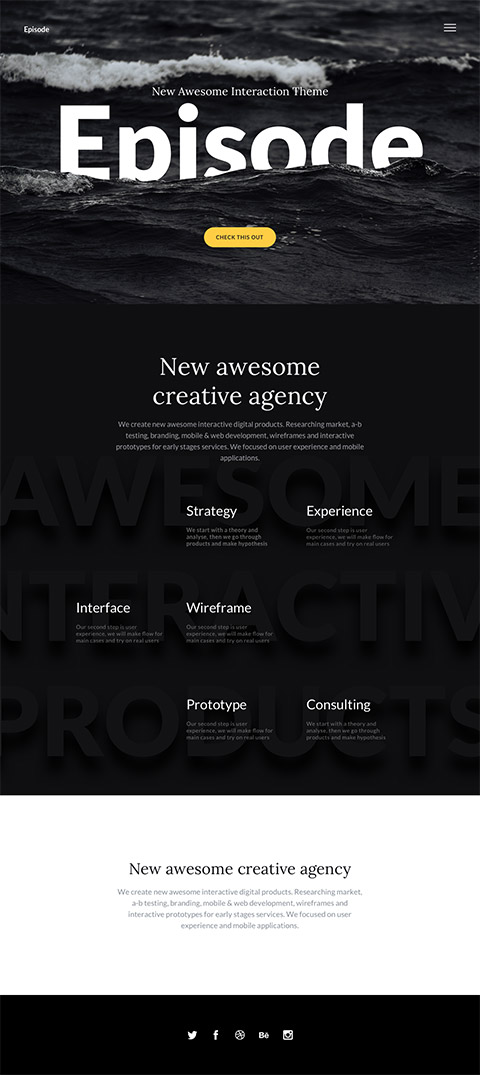 Episode
New Awesome Interaction Theme
Episode
CHECK THIS OUT
New awesome
creative agency
We create new awesome interactive digital products. Researching market, a-b
testing, branding, mobile & web development, wireframes and interactive
prototypes for early stages services. We focused on user experience and mobile
applications.
AWESOME
INTERACTIV
PRODUCTS
Strategy
We start with a theory and
analyse, then we go through
products and make hypothesis
Experience
Our second step is user
experience, we will make flow for
main cases and try on real users
Interface
Our second step is user
experience, we will make flow for
main cases and try on real users
Wireframe
Our second step is user
experience, we will make flow for
main cases and try on real users
Prototype
Our second step is user
experience, we will make flow for
main cases and try on real users
Consulting
We start with a theory and
analyse, then we go through
products and make hypothesis
New awesome creative agency
We create new awesome interactive digital products. Researching market,
a-b testing, branding, mobile & web development, wireframes and
interactive prototypes for early stages services. We focused on user
experience and mobile applications.
Bē